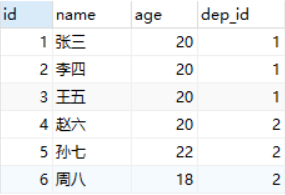 id name age dep_id
1 张三 20 1
2 李四 20 1
3 王五 20 1
4 赵六 20 2
5 孙七 22 2
6 周八 18 2